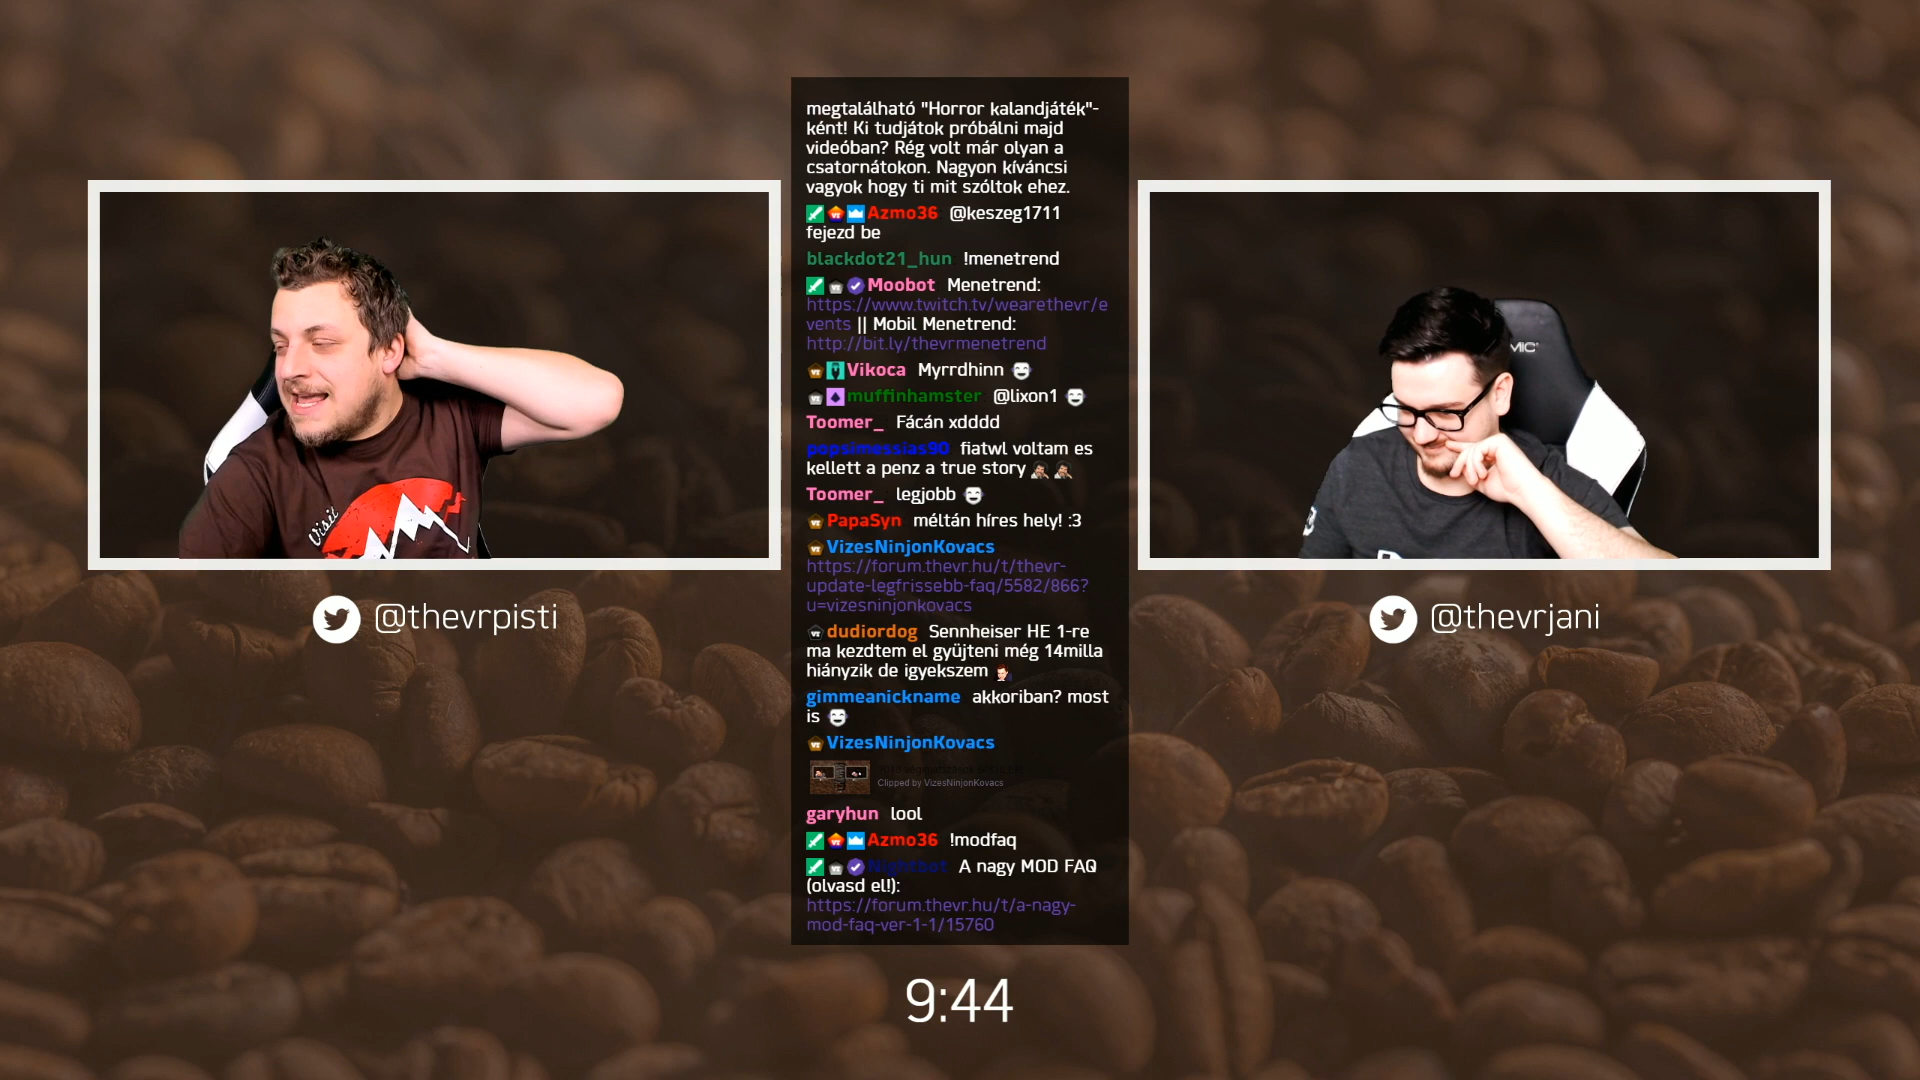 megtalálható "Horror kalandjáték"-
ként! Ki tudjátok próbálni majd
videóban? Rég volt már olyan a
csatornátokon. Nagyon kíváncsi
vagyok hogy ti mit szóltok ehez.
Azmo36 @keszeg1711
fejezd be
blackdot21_hun !menetrend
Moobot Menetrend:
https://www.twitch.tv/wearethevr/e
vents || Mobil Menetrend:
http://bit.ly/thevrmenetrend
Vikoca Myrrdhinn
muffinhamster @lixon1
Toomer_ Fácán xdddd
popsimessias90 fiatwl voltam es
kellett a penz a true story
Toomer_ legjobb
PapaSyn méltán híres hely! :3
VizesNinjonKovacs
https://forum.thevr.hu/t/thevr-
update-legfrissebb-faq/5582/866?
u=vizesninjonkovacs
dudiordog Sennheiser HE 1-re
ma kezdtem el gyüjteni még 14milla
hiányzik de igyekszem
gimmeanickname akkoriban? most
is
VizesNinjonKovacs
Clipped by VizesNinjonKovacs
garyhun lool
Azmo36 !modfaq
Nightbot A nagy MOD FAQ
(olvasd el!):
https://forum.thevr.hu/t/a-nagy-
mod-faq-ver-1-1/15760
Visit
@thevrpisti
MIC
@thevrjani
9:44